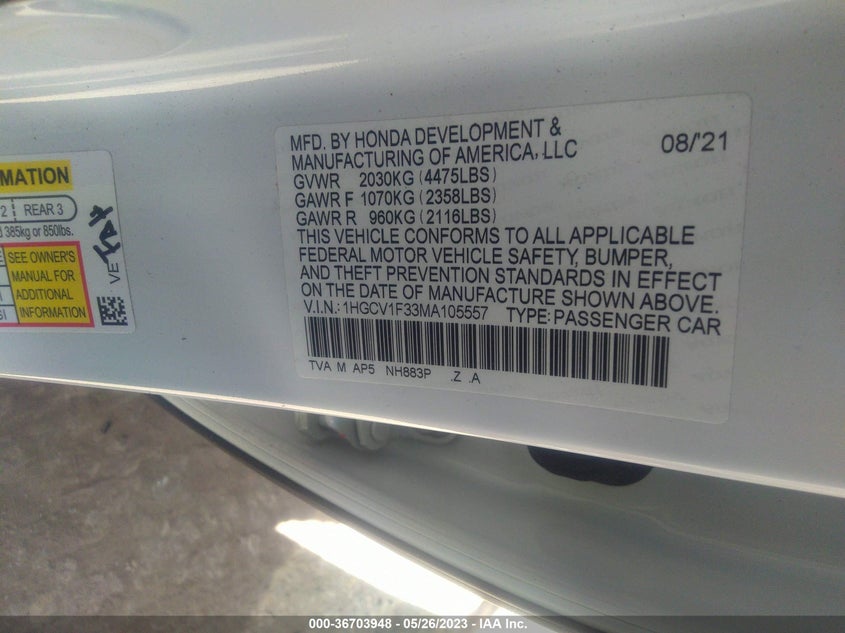 MATION
2 REAR 3
385kg or 850lbs.
SEE OWNER'S
MANUAL FOR
ADDITIONAL
INFORMATION
VE TA7
MFD. BY HONDA DEVELOPMENT & 08/'21
MANUFACTURING OF AMERICA, LLC
GVWR 2030KG (4475LBS)
GAWR F 1070KG (2358LBS)
GAWR R 960KG (2116LBS)
THIS VEHICLE CONFORMS TO ALL APPLICABLE
FEDERAL MOTOR VEHICLE SAFETY, BUMPER,
AND THEFT PREVENTION STANDARDS IN EFFECT
ON THE DATE OF MANUFACTURE SHOWN ABOVE.
V.I.N.: 1HGCV1F33MA105557 TYPE: PASSENGER CAR
TVA M AP5 NH883P .Z .A
000-36703948 - 05/26/2023 - IAA Inc.